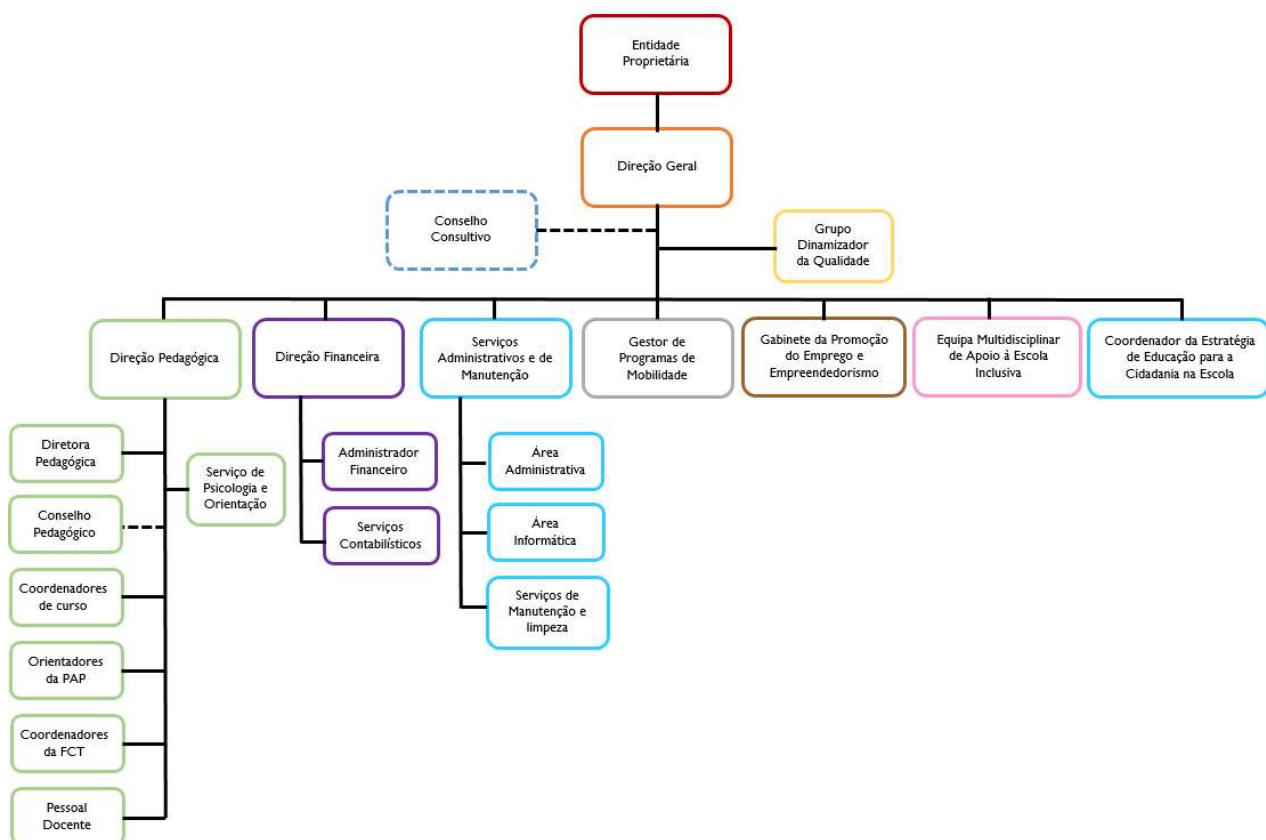 Entidade
Proprietária
Direção Geral
Conselho
Consultivo
Grupo
Dinamizador
da Qualidade
Direção Pedagógica
Direção Financeira
Serviços
Administrativos e de
Manutenção
Gestor de
Programas de
Mobilidade
Gabinete da Promoção
do Emprego e
Empreendedorismo
Equipa Multidisciplinar
de Apoio à Escola
Inclusiva
Coordenador da Estratégia
de Educação para a
Cidadania na Escola
Diretora
Pedagógica
Serviço de
Psicologia e
Orientação
Conselho
Pedagógico
Coordenadores
de curso
Orientadores
da PAP
Coordenadores
da FCT
Pessoal
Docente
Administrador
Financeiro
Serviços
Contabilísticos
Área
Administrativa
Área
Informática
Serviços de
Manutenção e
limpeza